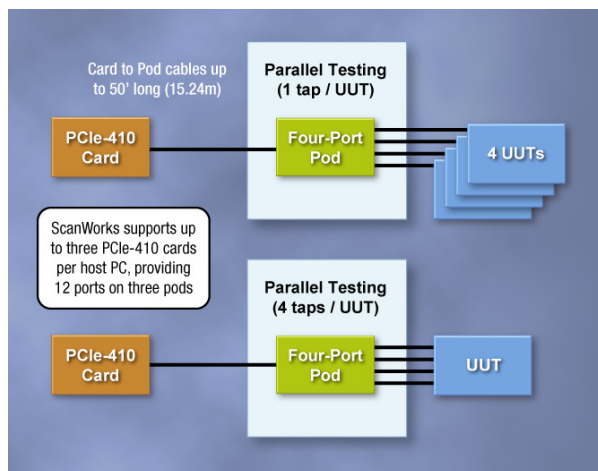 Card to Pod cables up
to 50' long (15.24m)
Parallel Testing
(1 tap / UUT)
PCIe-410
Card
Four-Port
Pod
4 UUTs
ScanWorks supports up
to three PCIe-410 cards
per host PC, providing
12 ports on three pods
Parallel Testing
(4 taps / UUT)
PCIe-410
Card
Four-Port
Pod
UUT